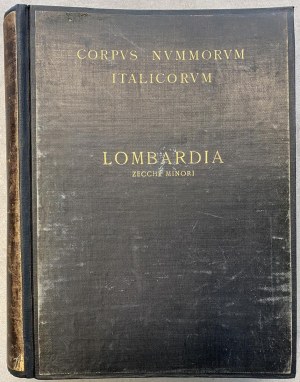 CORPVS NVMMORVM
ITALICORVM
LOMBARDIA
ZECCHE MINORI